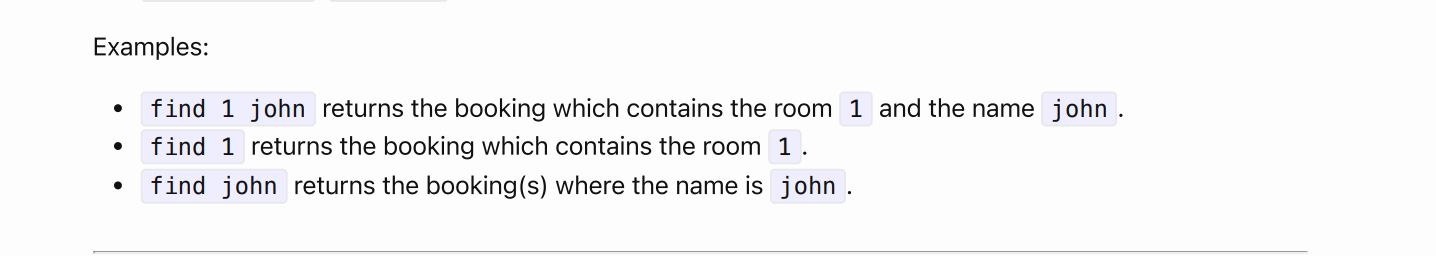 Examples:
• find 1 john returns the booking which contains the room 1 and the name john.
• find 1 returns the booking which contains the room 1.
• find john returns the booking(s) where the name is john.